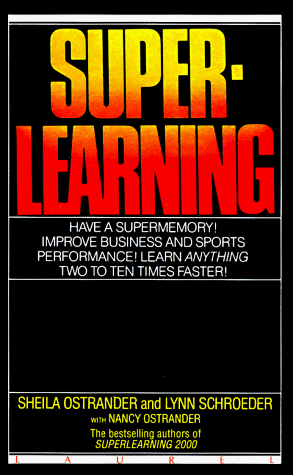 SUPER-
LEARNING
HAVE A SUPERMEMORY!
IMPROVE BUSINESS AND SPORTS
PERFORMANCE! LEARN ANYTHING
TWO TO TEN TIMES FASTER!
SHEILA OSTRANDER and LYNN SCHROEDER
WITH NANCY OSTRANDER
The bestselling authors of
SUPERLEARNING 2000
LAUREL